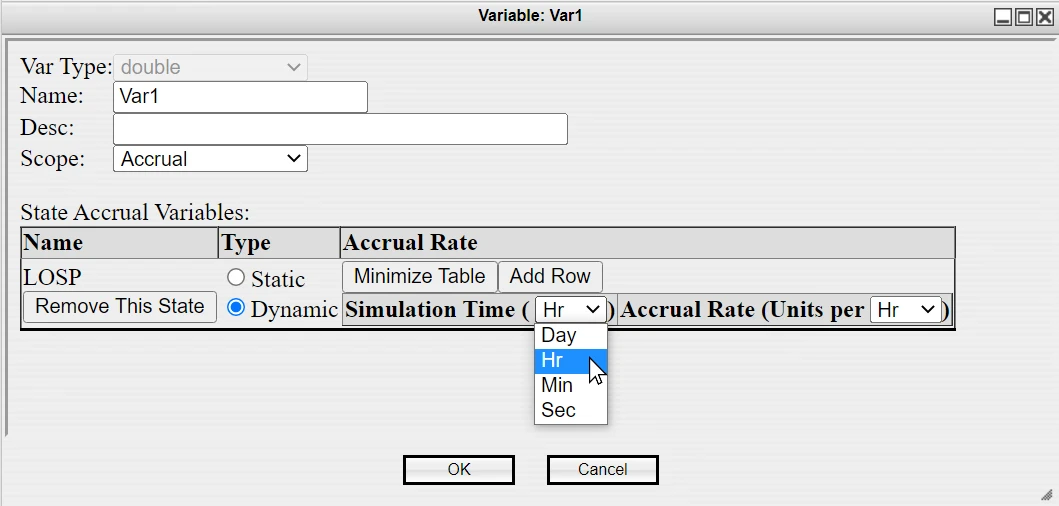 Variable: Var1
Var Type: double
Name: Var1
Desc:
Scope: Accrual
State Accrual Variables:
Name Type Accrual Rate
LOSP Static Minimize Table Add Row
Remove This State Dynamic Simulation Time ( Hr ) Accrual Rate (Units per Hr )
Day
Hr
Min
Sec
OK Cancel